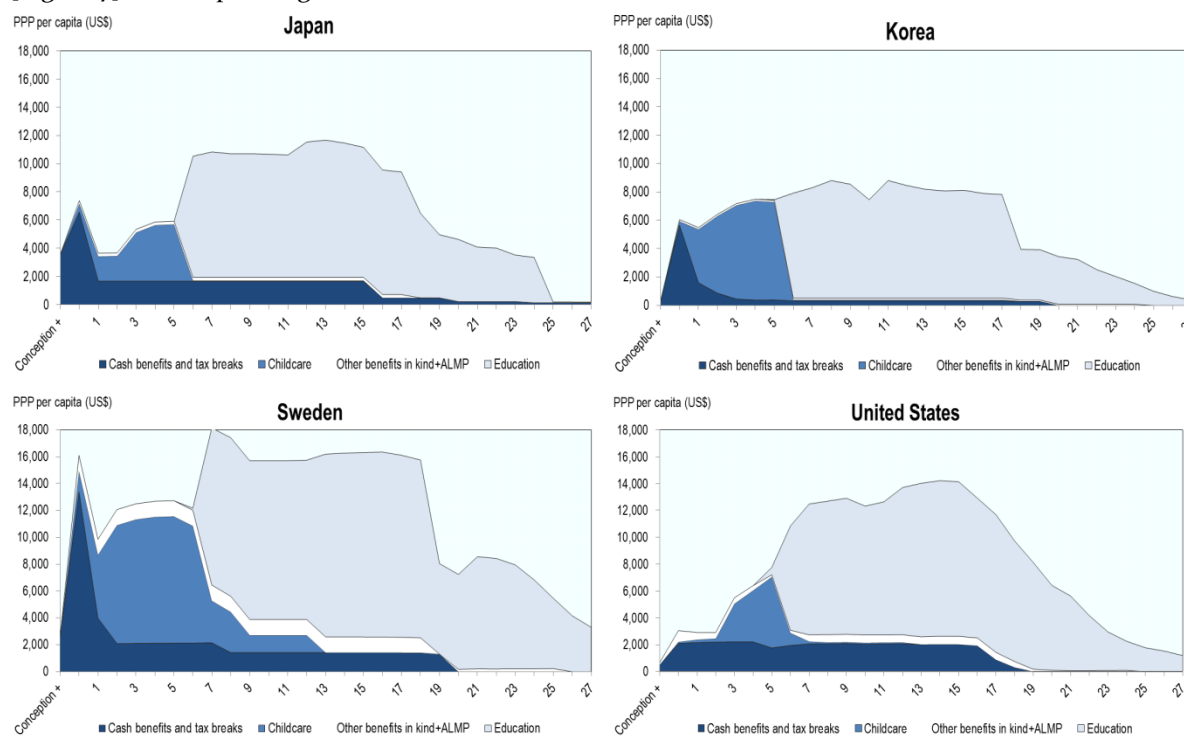 PPP per capita (US$)
Japan
18,000
16,000
14,000
12,000
10,000
8,000
6,000
4,000
2,000
0
Conception + 1 3 5 7 9 11 13 15 17 19 21 23 25 27
Cash benefits and tax breaks Childcare Other benefits in kind+ALMP Education
PPP per capita (US$)
Korea
18,000
16,000
14,000
12,000
10,000
8,000
6,000
4,000
2,000
0
Conception + 1 3 5 7 9 11 13 15 17 19 21 23 25
Cash benefits and tax breaks Childcare Other benefits in kind+ALMP Education
PPP per capita (US$)
Sweden
18,000
16,000
14,000
12,000
10,000
8,000
6,000
4,000
2,000
0
Conception + 1 3 5 7 9 11 13 15 17 19 21 23 25 27
Cash benefits and tax breaks Childcare Other benefits in kind+ALMP Education
PPP per capita (US$)
United States
18,000
16,000
14,000
12,000
10,000
8,000
6,000
4,000
2,000
0
Conception + 1 3 5 7 9 11 13 15 17 19 21 23 25 27
Cash benefits and tax breaks Childcare Other benefits in kind+ALMP Education